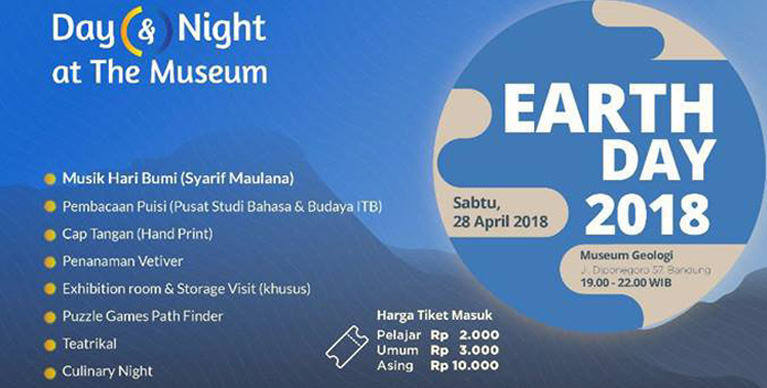 Day & Night
at The Museum
Musik Hari Bumi (Syarif Maulana)
Pembacaan Puisi (Pusat Studi Bahasa & Budaya ITB)
Cap Tangan (Hand Print)
Penanaman Vetiver
Exhibition room & Storage Visit (khusus)
Puzzle Games Path Finder
Teatrikal
Culinary Night
Harga Tiket Masuk
Pelajar Rp 2.000
Umum Rp 3.000
Asing Rp 10.000
EARTH
DAY
2018
Sabtu,
28 April 2018
Museum Geologi
JL. Diponegoro 57, Bandung
19.00 - 22.00 WIB